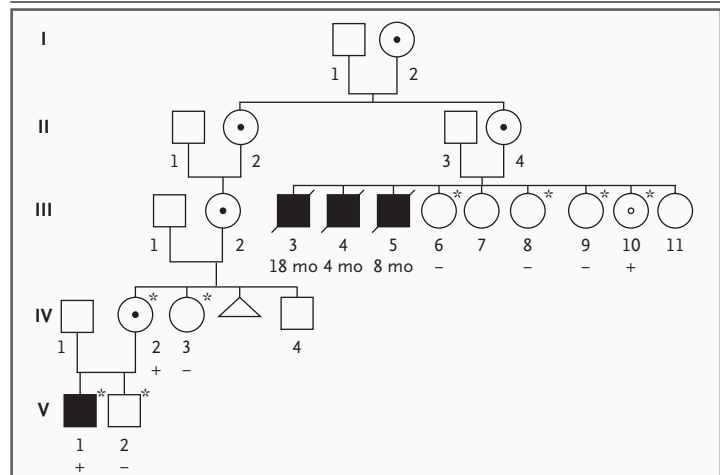 I
1 2
II
1 2 3 4
* * * *
III
1 2 3 4 5 6 7 8 9 10 11
18 mo 4 mo 8 mo – – – +
* *
IV
1 2 3 4
+ –
* *
V
1 2
+ –